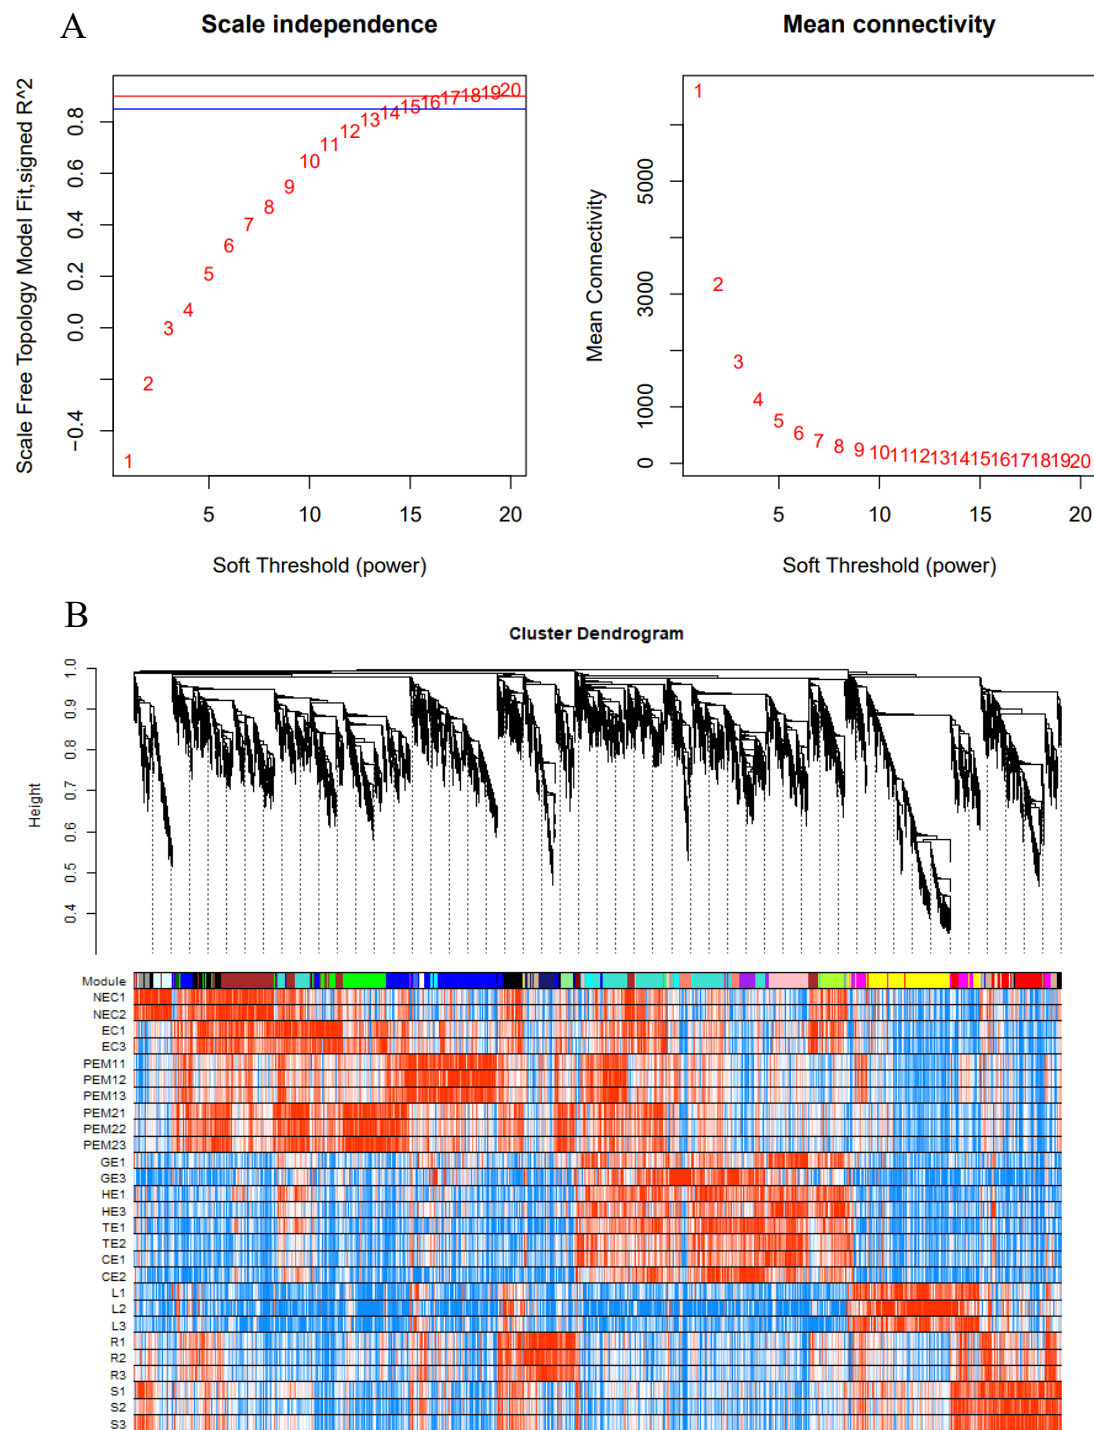 A
Scale independence
Mean connectivity
Scale Free Topology Model Fit,signed R^2
0.8
0.6
0.4
0.2
0.0
−0.4
1
2
3
4
5
6
7
8
9
10
11
12
13
14
15
16
17
18
19
20
5
10
15
20
Soft Threshold (power)
Mean Connectivity
5000
3000
1000
0
1
2
3
4
5
6
7
8
9
10
11
12
13
14
15
16
17
18
19
20
5
10
15
20
Soft Threshold (power)
B
Cluster Dendrogram
Height
1.0
0.9
0.8
0.7
0.6
0.5
0.4
Module
NEC1
NEC2
EC1
EC3
PEM11
PEM12
PEM13
PEM21
PEM22
PEM23
GE1
GE3
HE1
HE3
TE1
TE2
CE1
CE2
L1
L2
L3
R1
R2
R3
S1
S2
S3